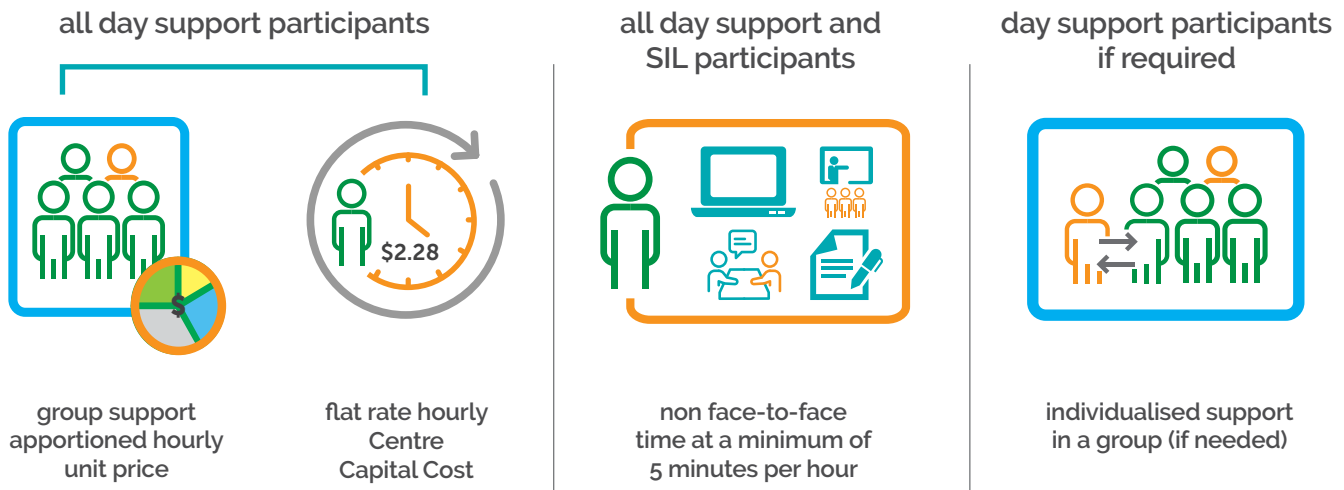 all day support participants
$
$2.28
group support
apportioned hourly
unit price
flat rate hourly
Centre
Capital Cost
all day support and
SIL participants
non face-to-face
time at a minimum of
5 minutes per hour
day support participants
if required
individualised support
in a group (if needed)